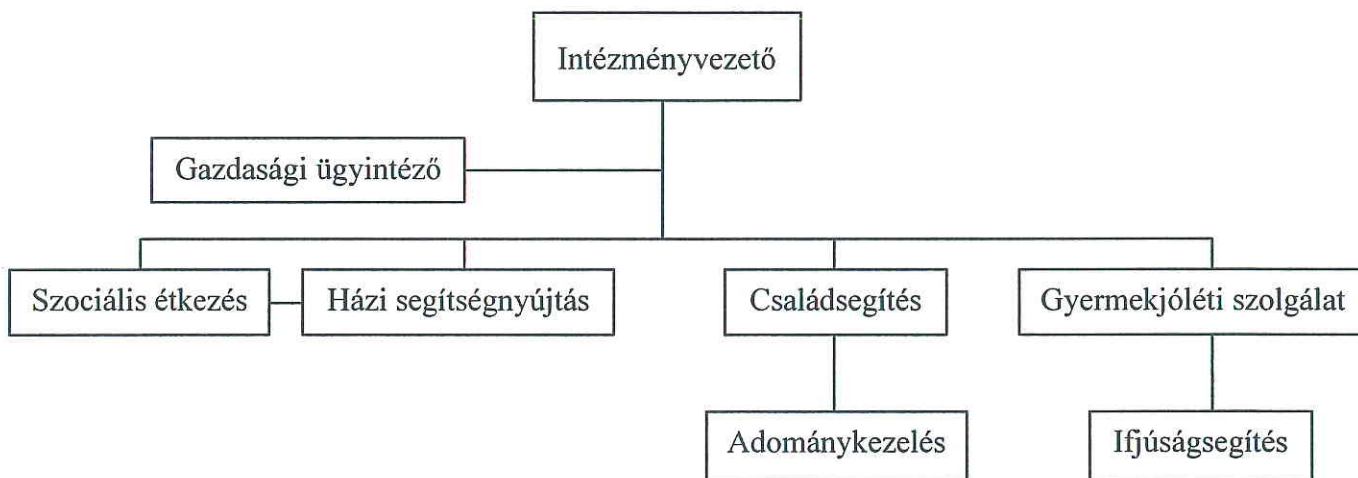 Intézményvezető
Gazdasági ügyintéző
Szociális étkezés
Házi segítségnyújtás
Családsegítés
Gyermekjóléti szolgálat
Adománykezelés
Ifjúságsegítés